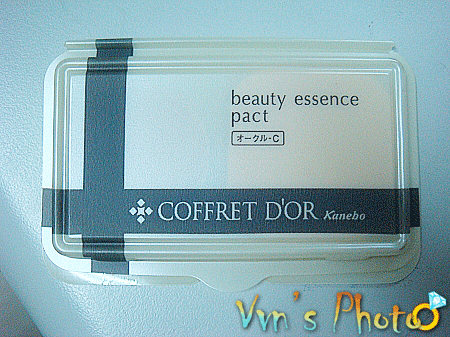 beauty essence
pact
オークル・C
COFFRET D'OR Kanebo
Vvn's Photo